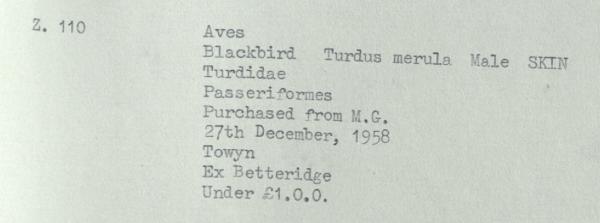 Z. 110 Aves
Blackbird Turdus merula Male SKIN
Turdidae
Passeriformes
Purchased from M.G.
27th December, 1958
Towyn
Ex Betteridge
Under £1.0.0.